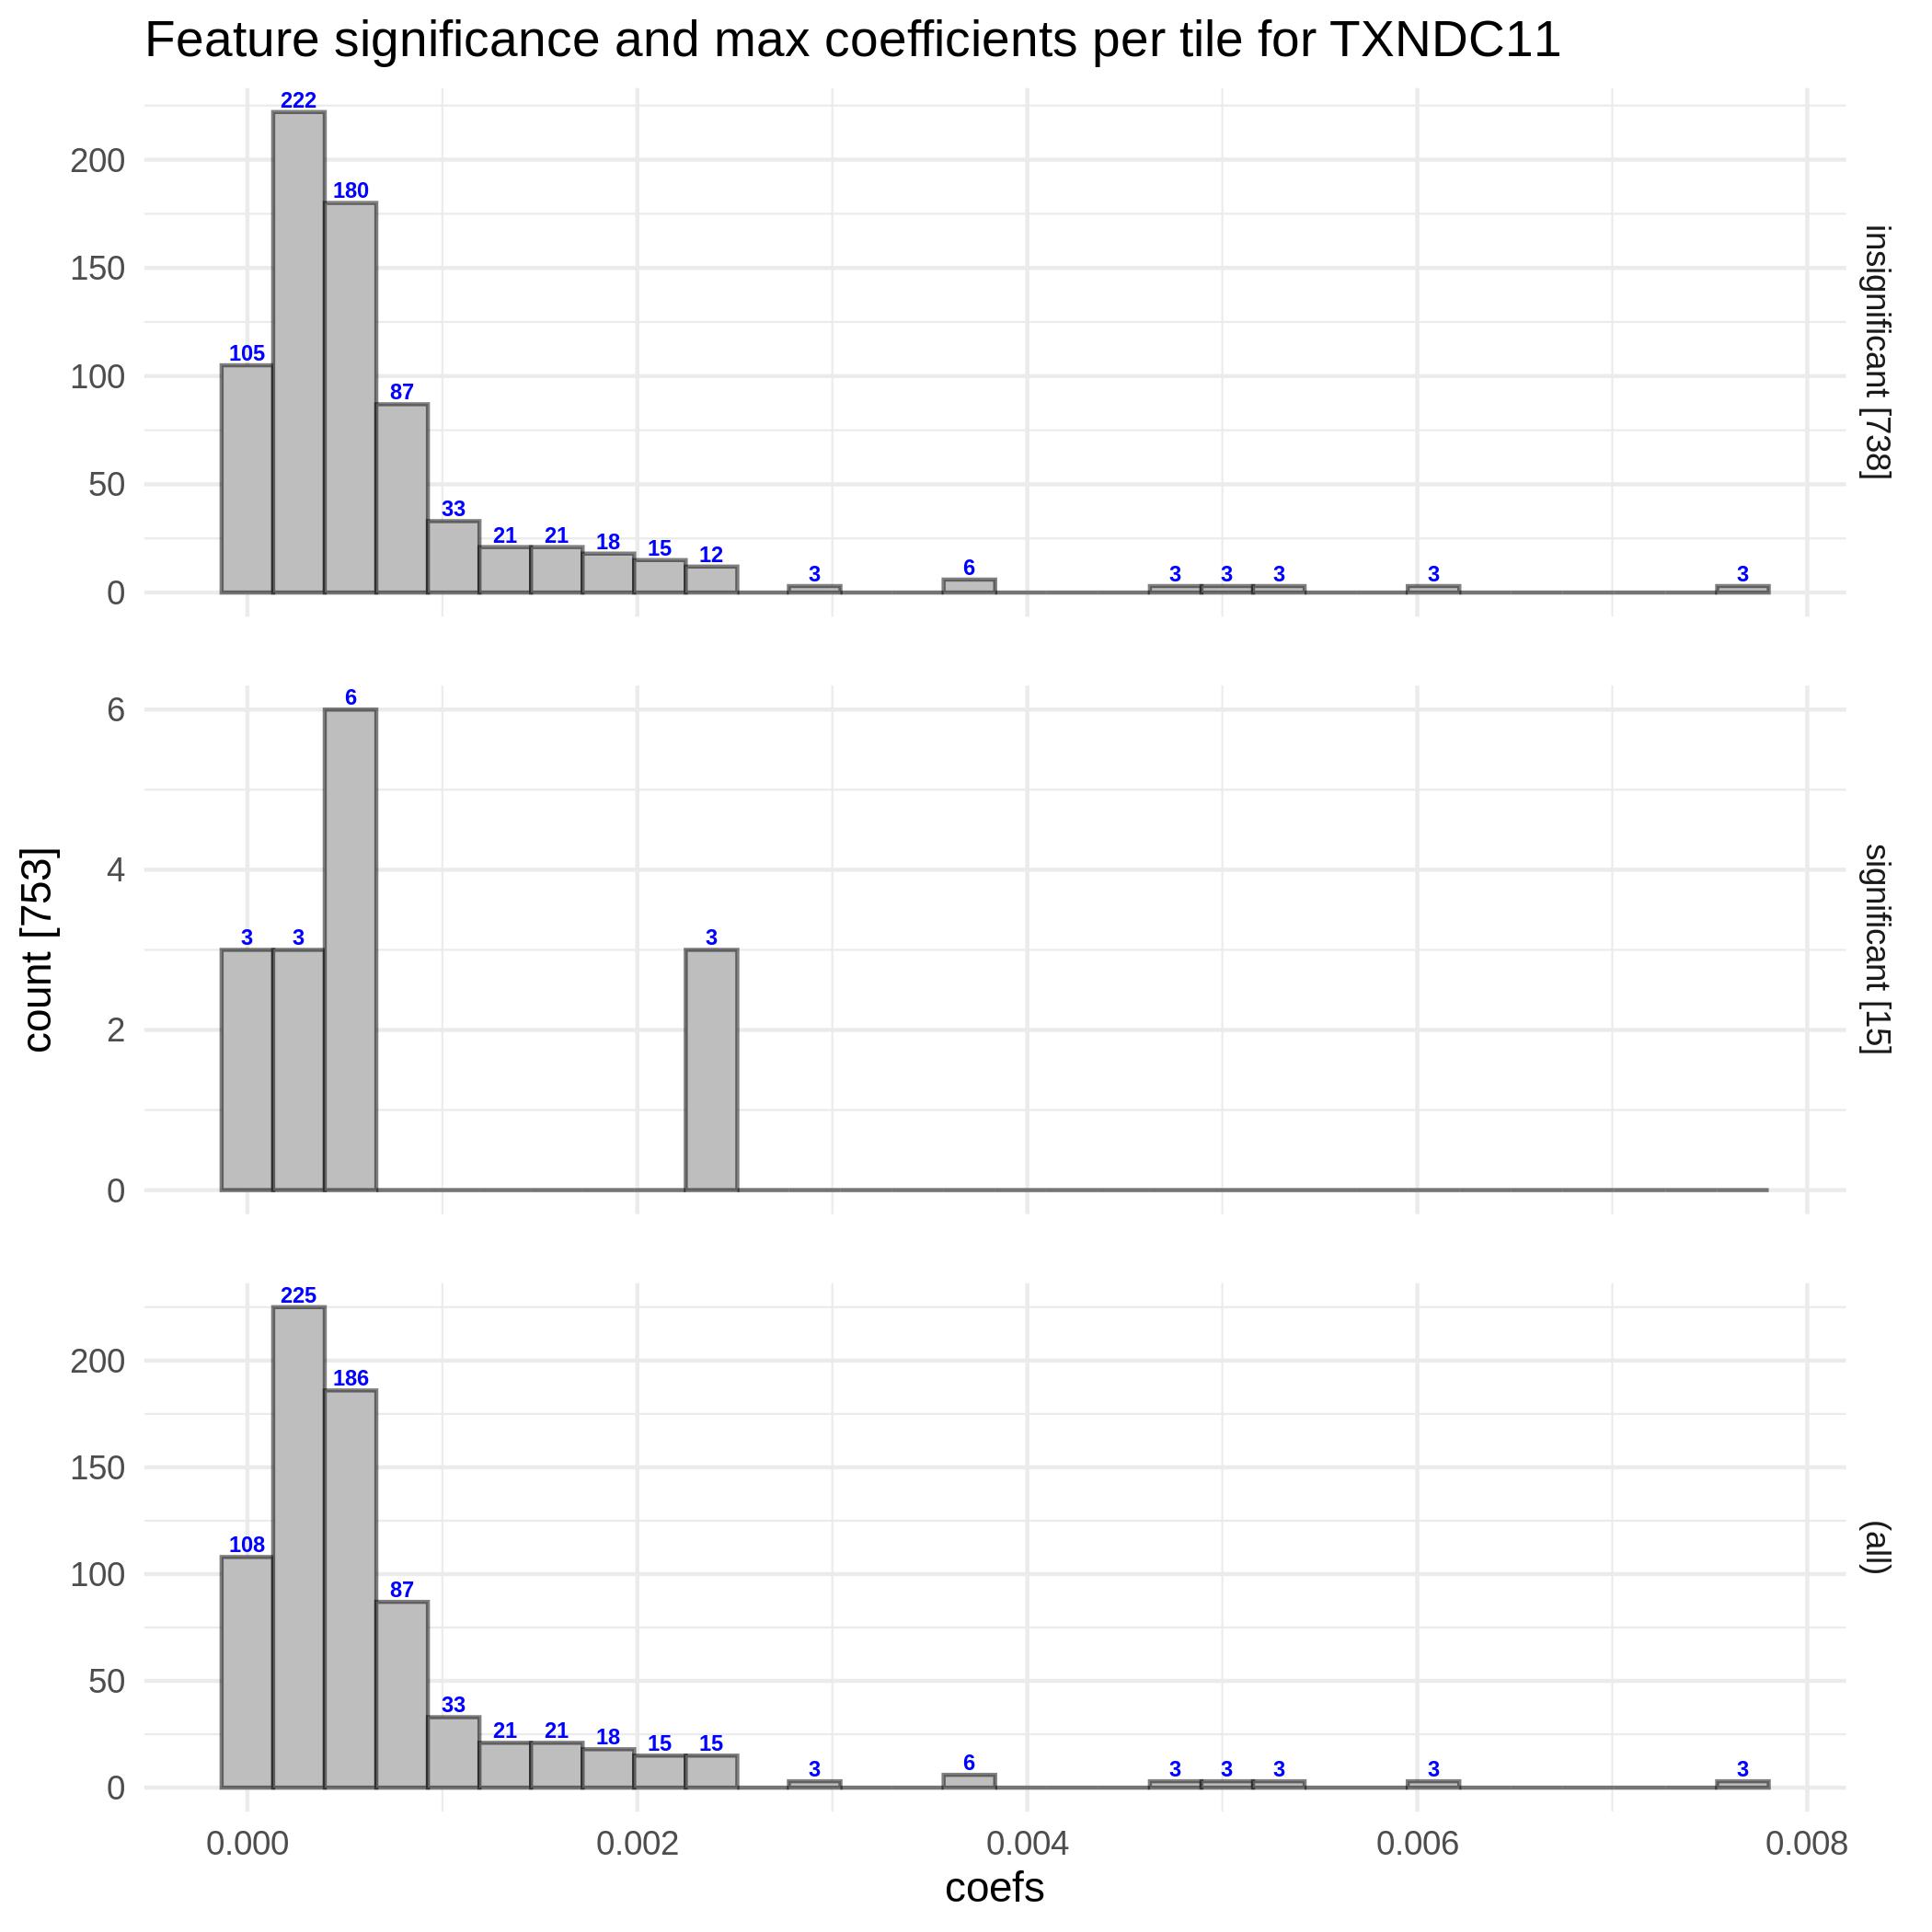 Feature significance and max coefficients per tile for TXNDC11
222
200
180
150
105
100
87
50
33
21 21 18 15 12
3 6 3 3 3 3 3
0
insignificant [738]
6
6
4
3 3 3
2
0
significant [15]
count [753]
225
200
186
150
108
100
87
50
33
21 21 18 15 15
3 6 3 3 3 3 3
0
(all)
0.000 0.002 0.004 0.006 0.008
coefs